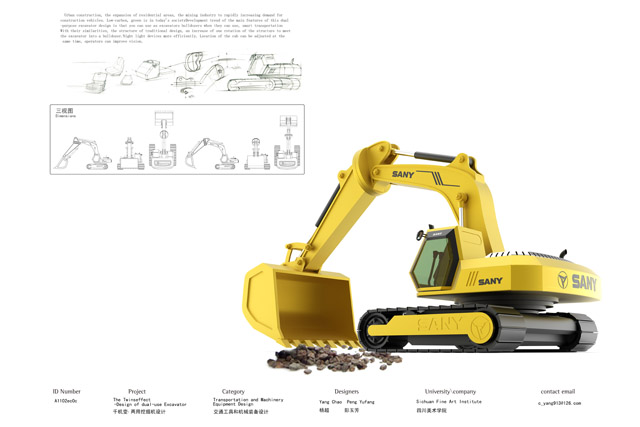 Urban construction, the expansion of residential areas, the mining industry is rapidly increasing demand for
construction vehicles. Low-carbon, green is in today's societyDevelopment trend of the main features of this dual
-purpose excavator design is that you can use an excavatory bulldozers when they can use, smart transportation.
With their similarities, the structure of traditional design, an increase of one rotation of the structure to meet
the excavator into a bulldozer.Night light devices more efficiently. Location of the cab can be adjusted at the
same time, operators can improve vision.
三视图
Dimensions
SANY
SANY
SANY
SANY
SANY
ID Number
A1102ec0c
Project
The Twinseffect
-Design of dual-use Excavator
千机变·两用挖掘机设计
Category
Transportation and Machinery
Equipment Design
交通工具和机械装备设计
Designers
Yang Chao Peng Yufang
杨超 彭玉芳
University\company
Sichuan Fine Art Institute
四川美术学院
contact email
c_yang913@126.com